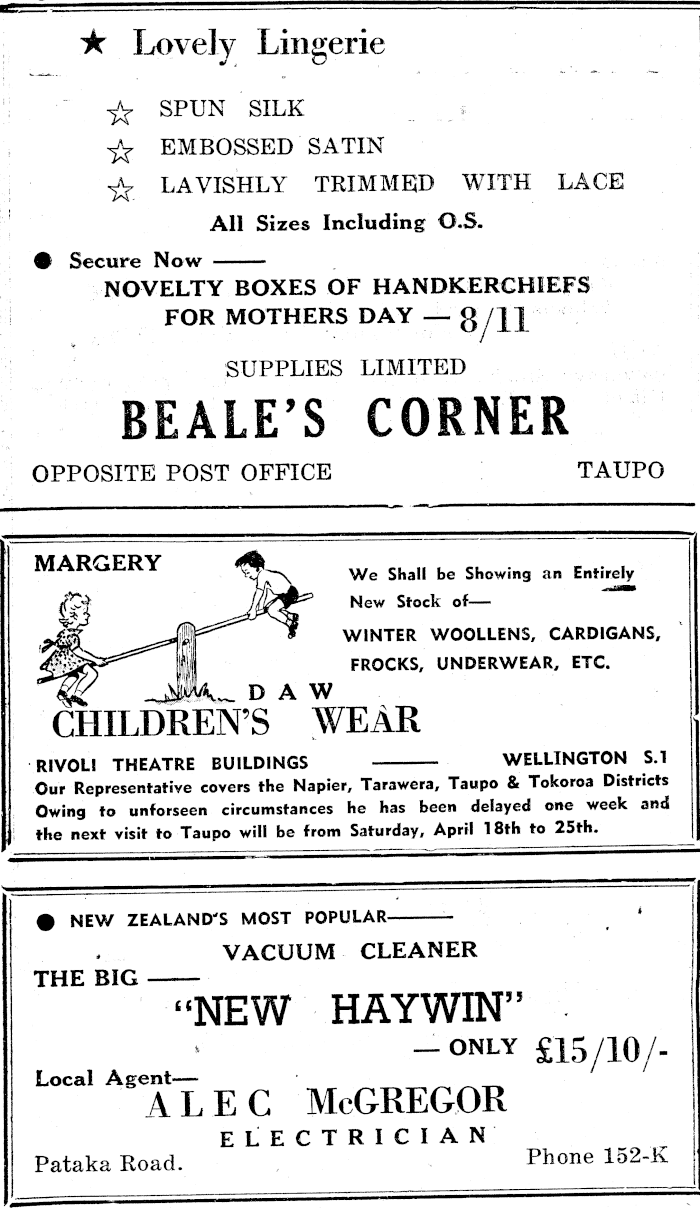 ★ Lovely Lingerie
☆ SPUN SILK
☆ EMBOSSED SATIN
☆ LAVISHLY TRIMMED WITH LACE
All Sizes Including O.S.
● Secure Now —
NOVELTY BOXES OF HANDKERCHIEFS
FOR MOTHERS DAY — 8/11
SUPPLIES LIMITED
BEALE'S CORNER
OPPOSITE POST OFFICE TAUPO
MARGERY
DAW
CHILDREN'S WEAR
We Shall be Showing an Entirely
New Stock of—
WINTER WOOLLENS, CARDIGANS,
FROCKS, UNDERWEAR, ETC.
RIVOLI THEATRE BUILDINGS — WELLINGTON S.1
Our Representative covers the Napier, Tarawera, Taupo & Tokoroa Districts
Owing to unforseen circumstances he has been delayed one week and
the next visit to Taupo will be from Saturday, April 18th to 25th.
● NEW ZEALAND'S MOST POPULAR—
VACUUM CLEANER
THE BIG —
"NEW HAYWIN"
— ONLY £15/10/-
Local Agent—
ALEC McGREGOR
ELECTRICIAN
Pataka Road. Phone 152-K